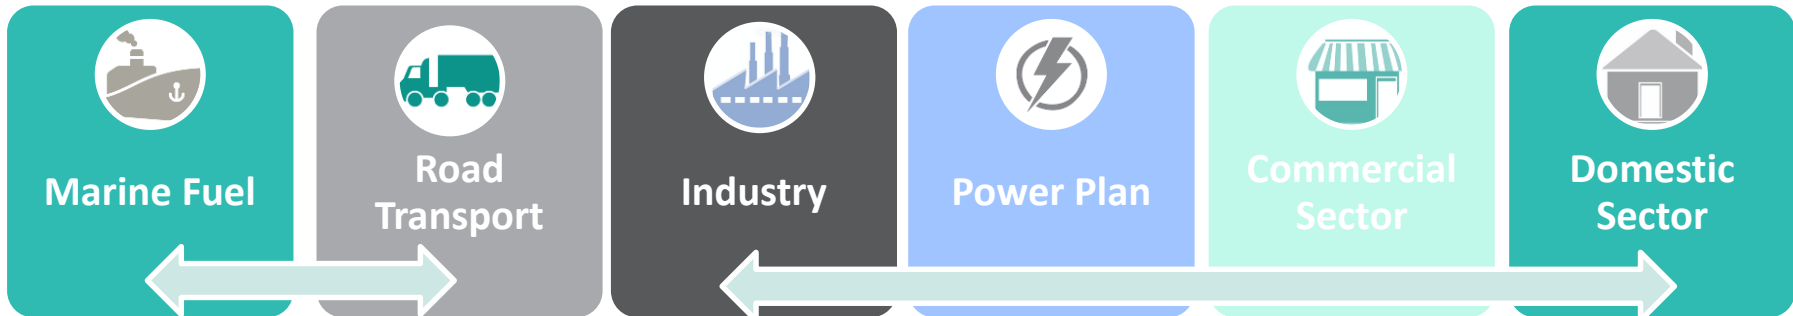 Marine Fuel
Road
Transport
Industry
Power Plan
Commercial
Sector
Domestic
Sector